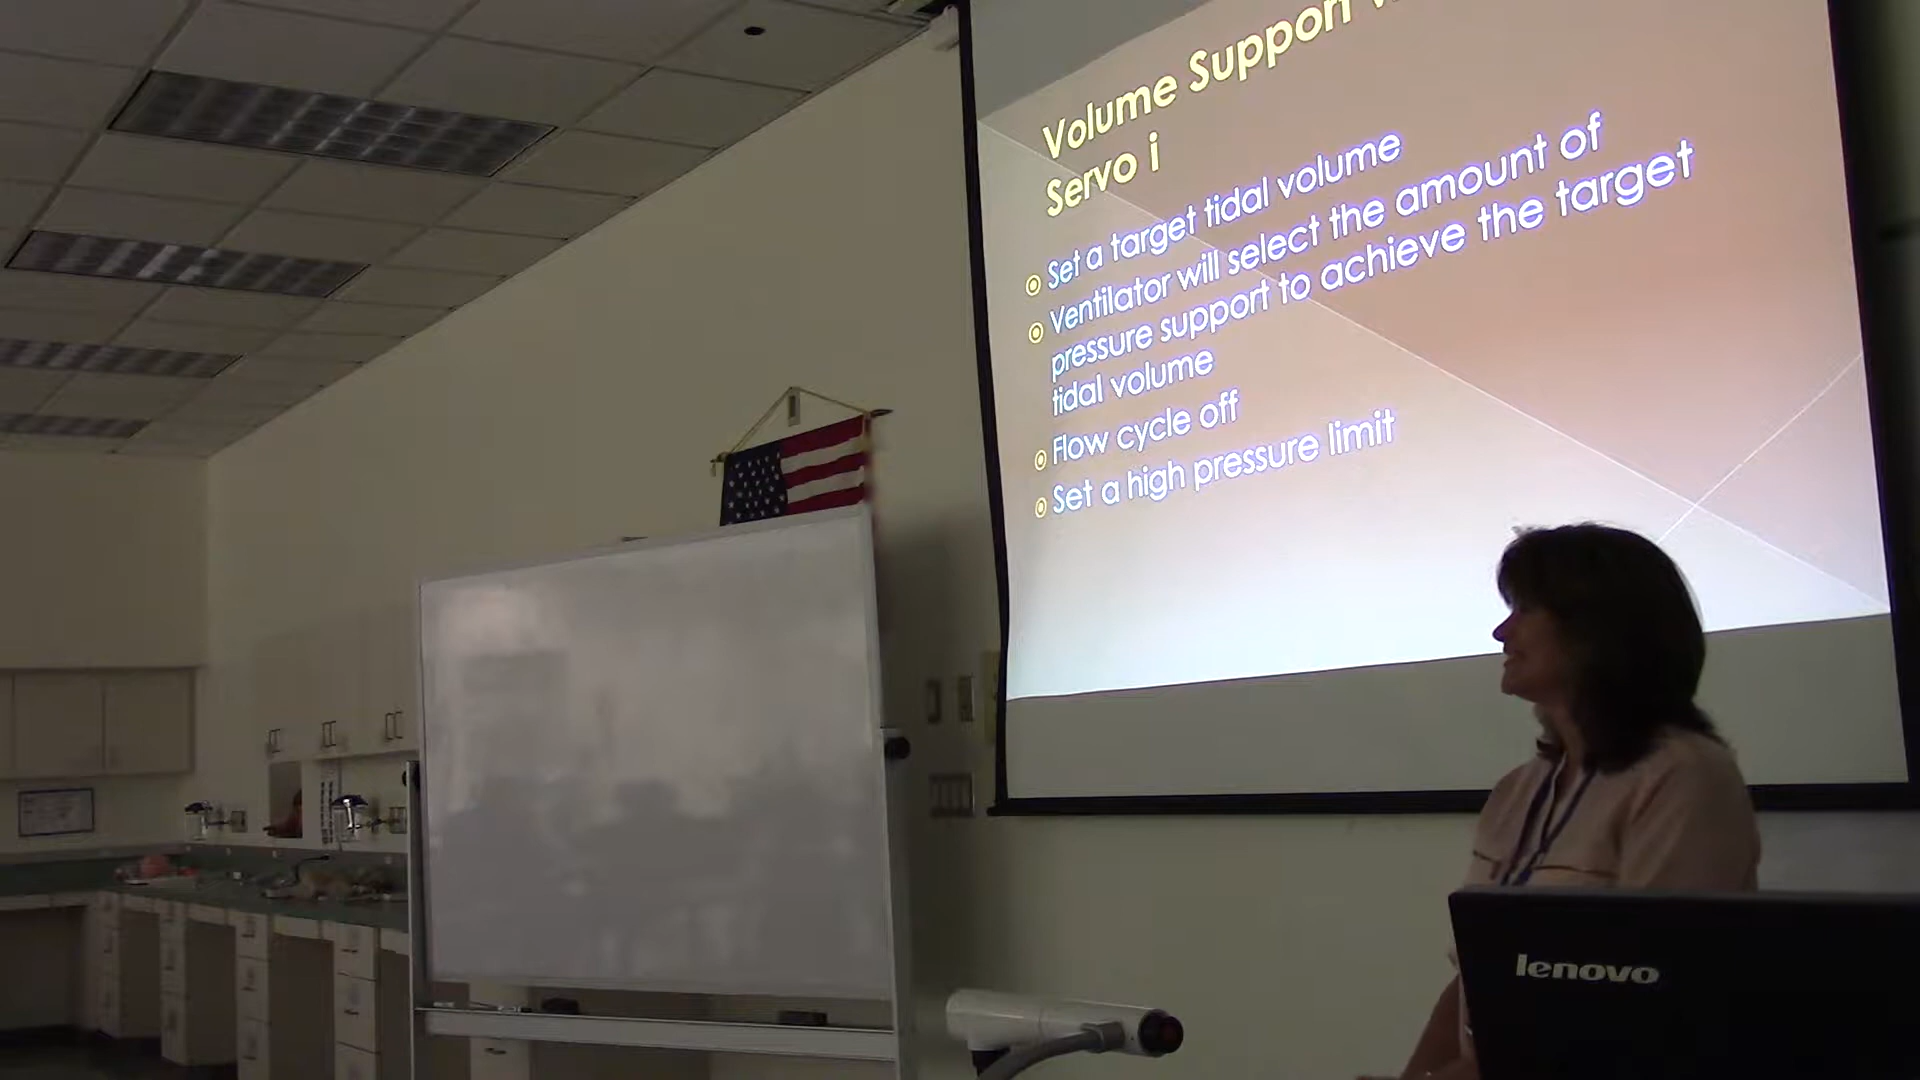 Volume Support
Servo i
Set a target tidal volume
Ventilator will select the amount of
pressure support to achieve the target
tidal volume
Flow cycle off
Set a high pressure limit
lenovo